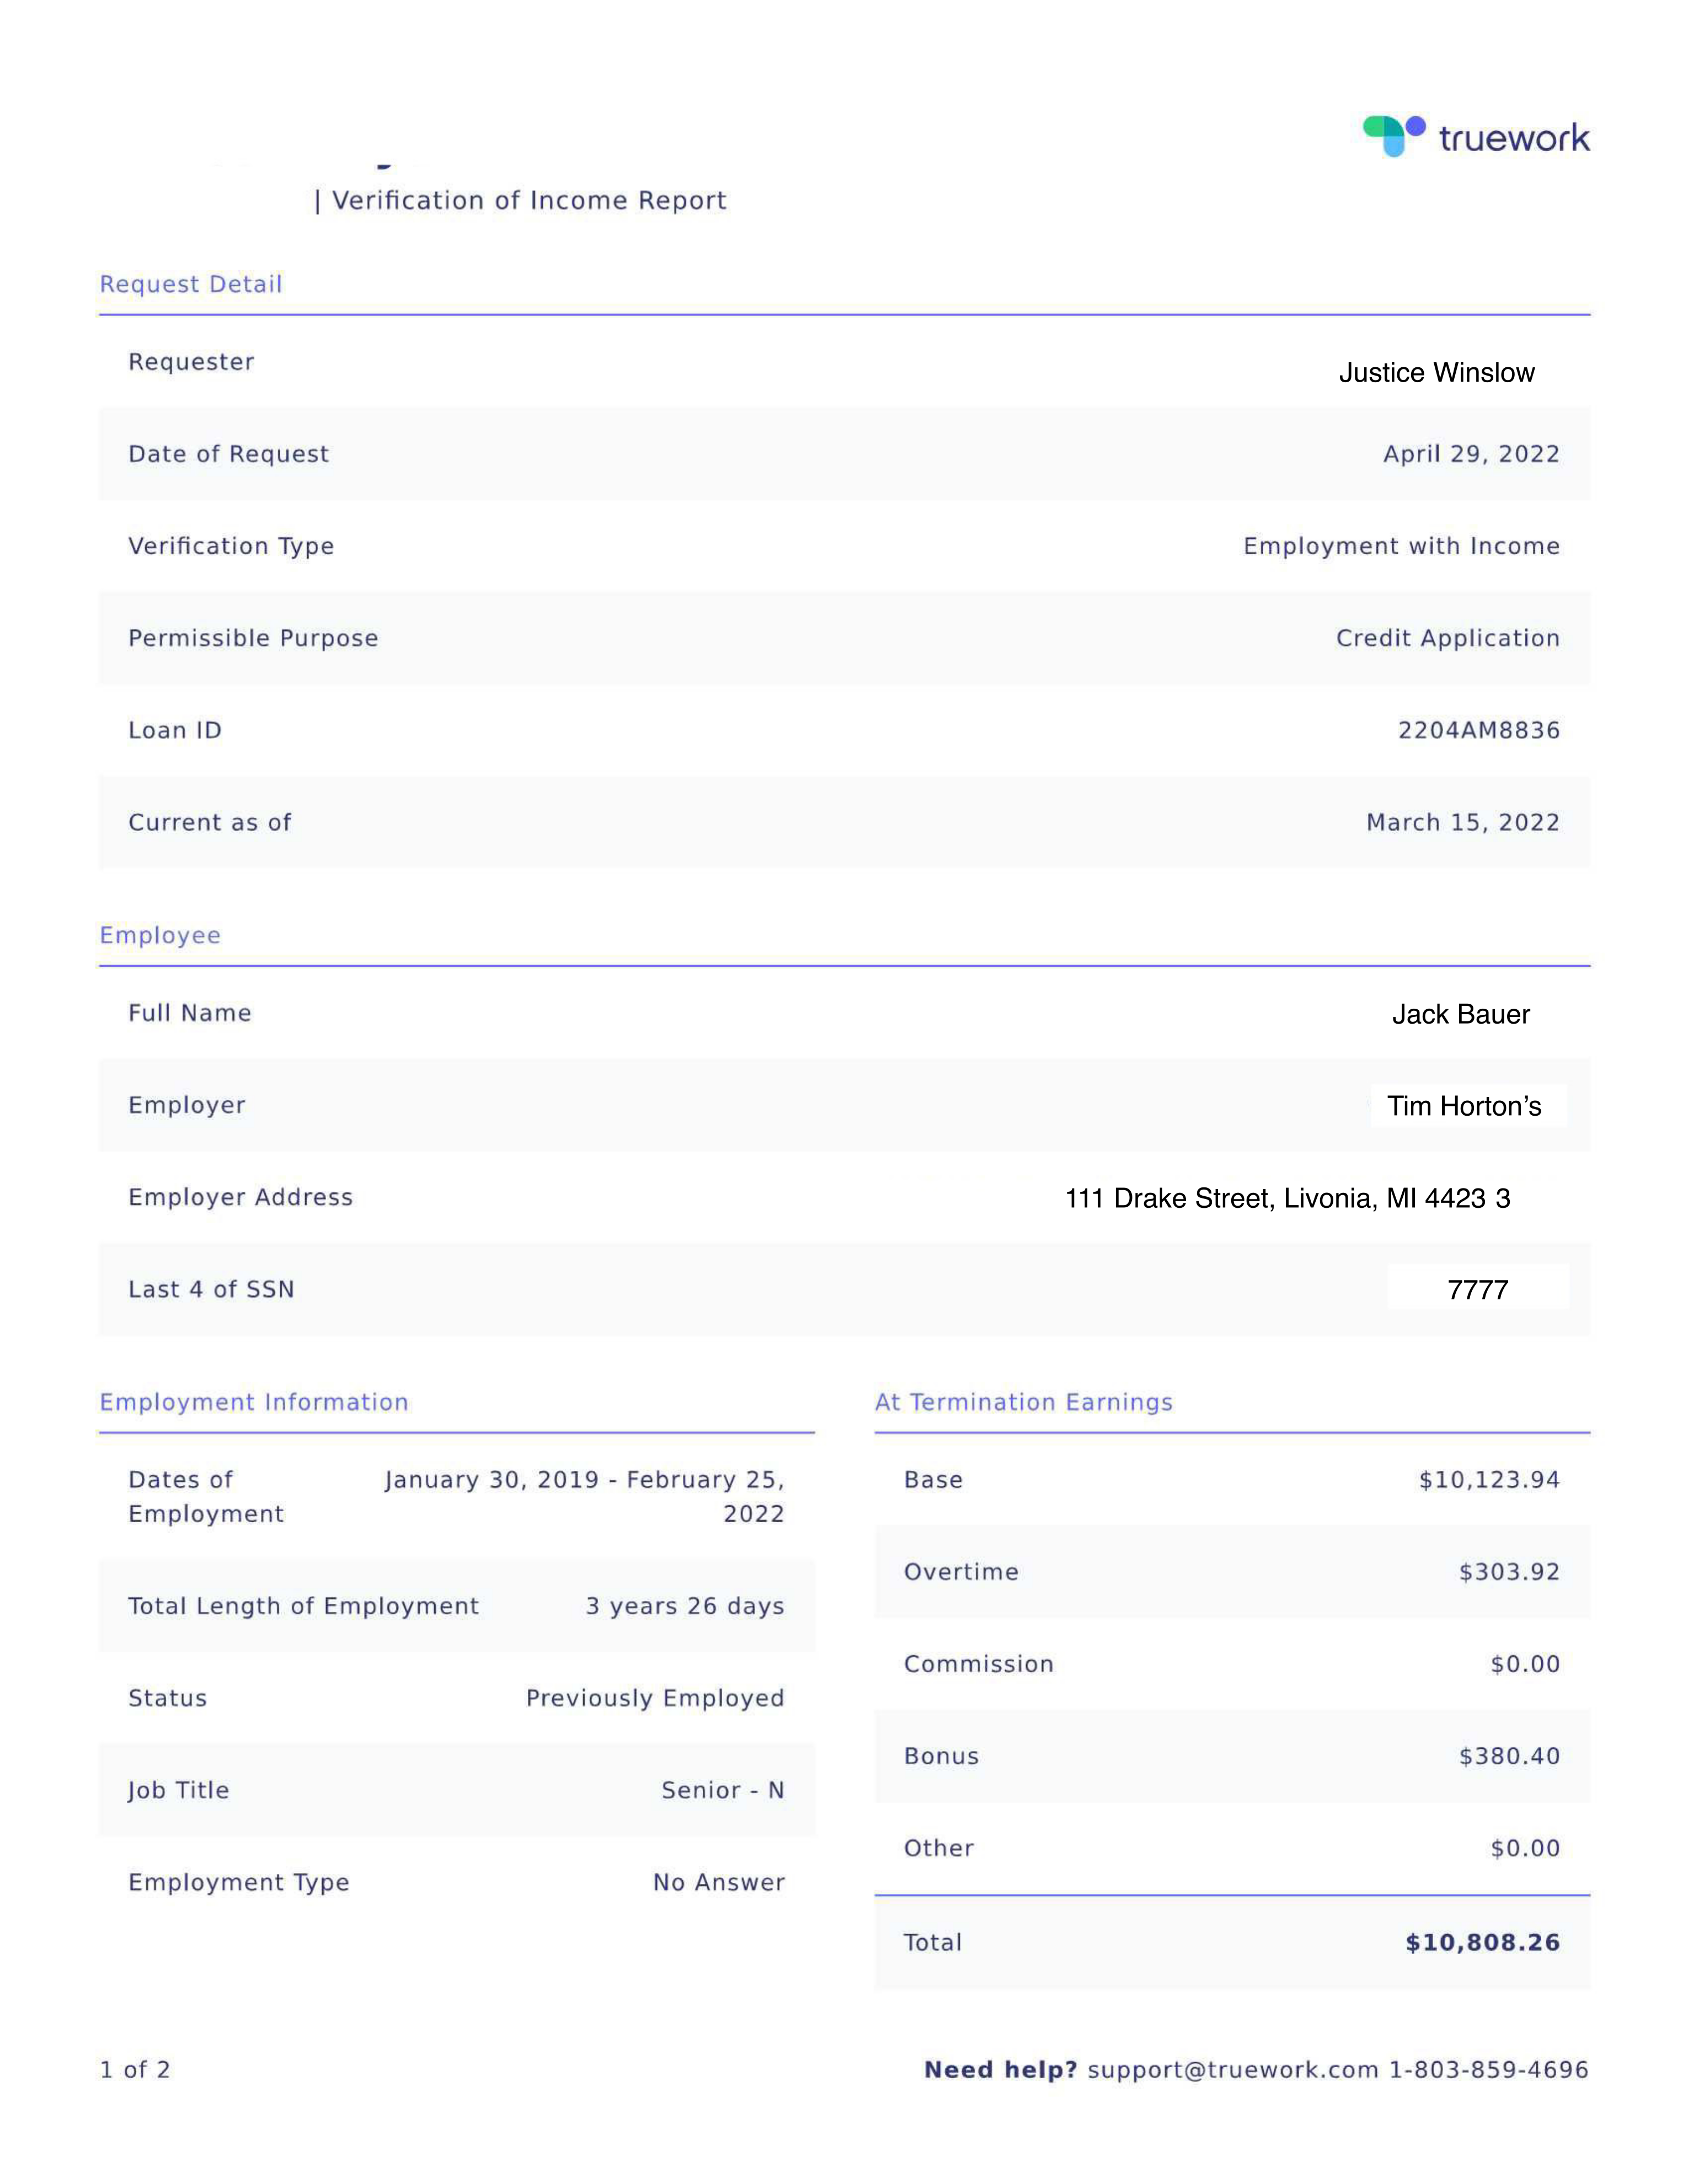 truework
| Verification of Income Report
Request Detail
Requester Justice Winslow
Date of Request April 29, 2022
Verification Type Employment with Income
Permissible Purpose Credit Application
Loan ID 2204AM8836
Current as of March 15, 2022
Employee
Full Name Jack Bauer
Employer Tim Horton’s
Employer Address 111 Drake Street, Livonia, MI 4423 3
Last 4 of SSN 7777
Employment Information
Dates of January 30, 2019 - February 25,
Employment 2022
Total Length of Employment 3 years 26 days
Status Previously Employed
Job Title Senior - N
Employment Type No Answer
At Termination Earnings
Base $10,123.94
Overtime $303.92
Commission $0.00
Bonus $380.40
Other $0.00
Total $10,808.26
1 of 2
Need help? support@truework.com 1-803-859-4696